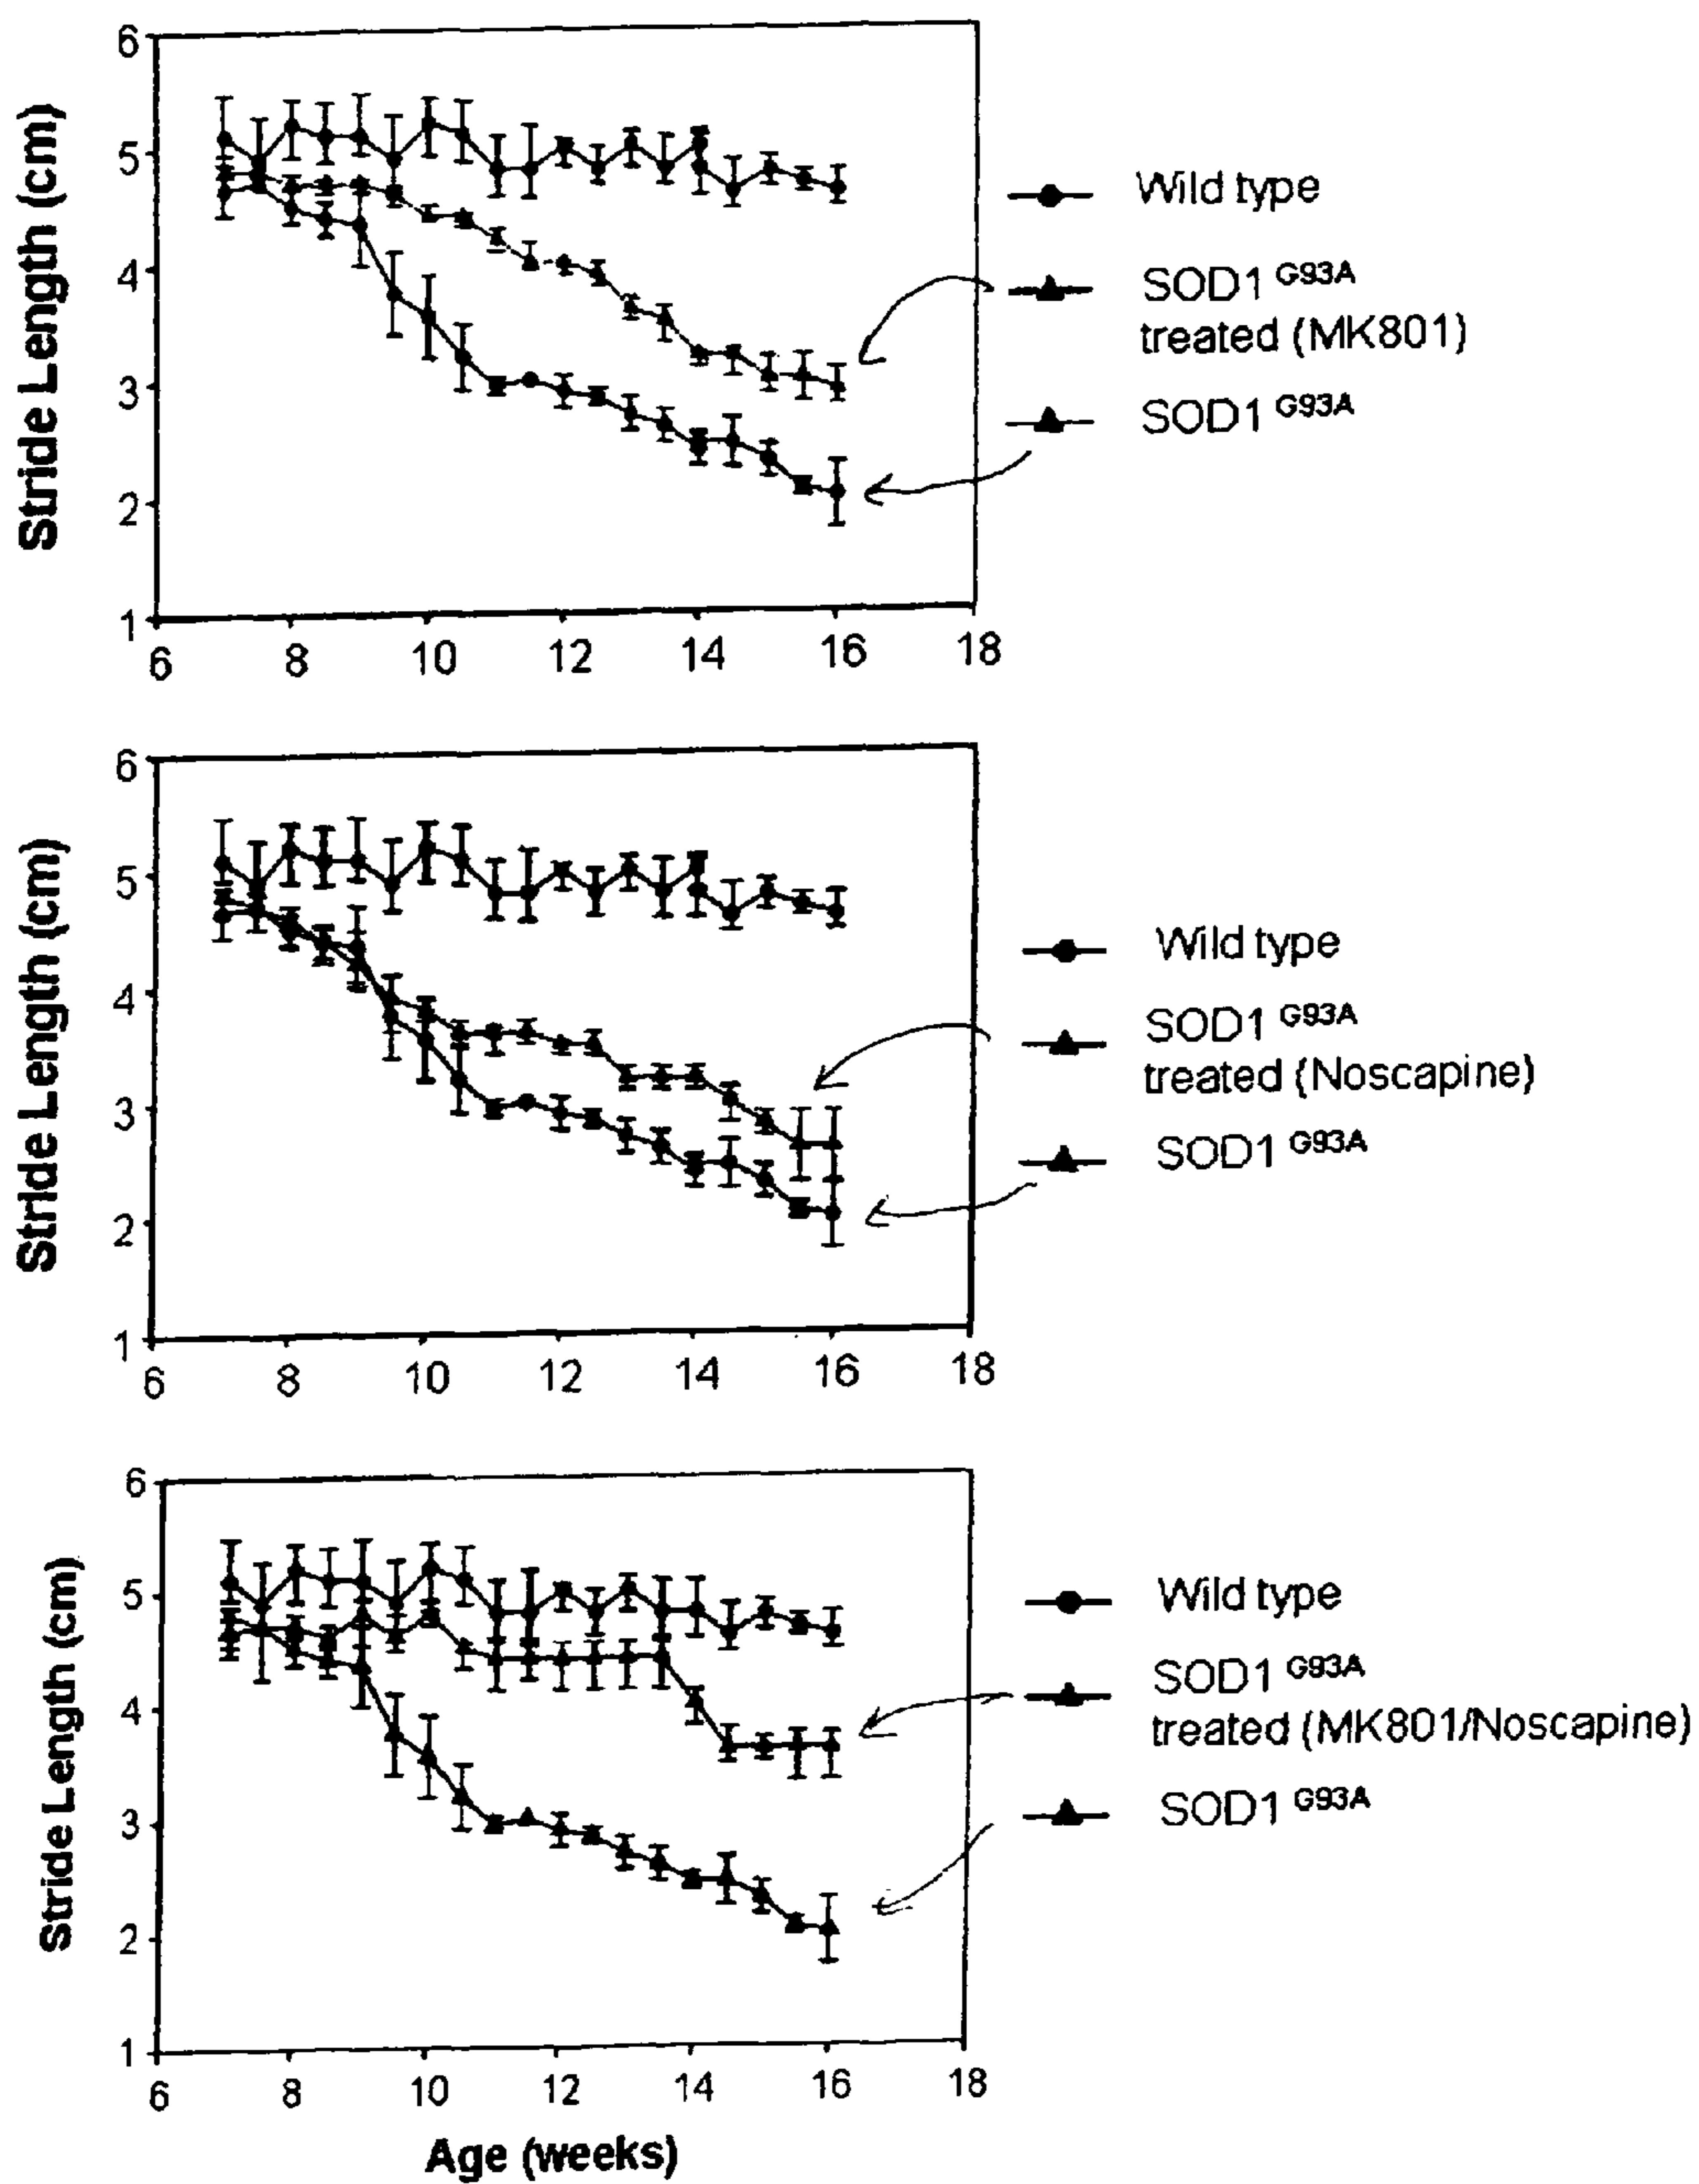 Stride Length (cm)
6
5
4
3
2
1
6 8 10 12 14 16 18
Wild type
SOD1 G93A
treated (MK801)
SOD1 G93A
Stride Length (cm)
6
5
4
3
2
1
6 8 10 12 14 16 18
Wild type
SOD1 G93A
treated (Noscapine)
SOD1 G93A
Stride Length (cm)
6
5
4
3
2
1
6 8 10 12 14 16 18
Age (weeks)
Wild type
SOD1 G93A
treated (MK801/Noscapine)
SOD1 G93A